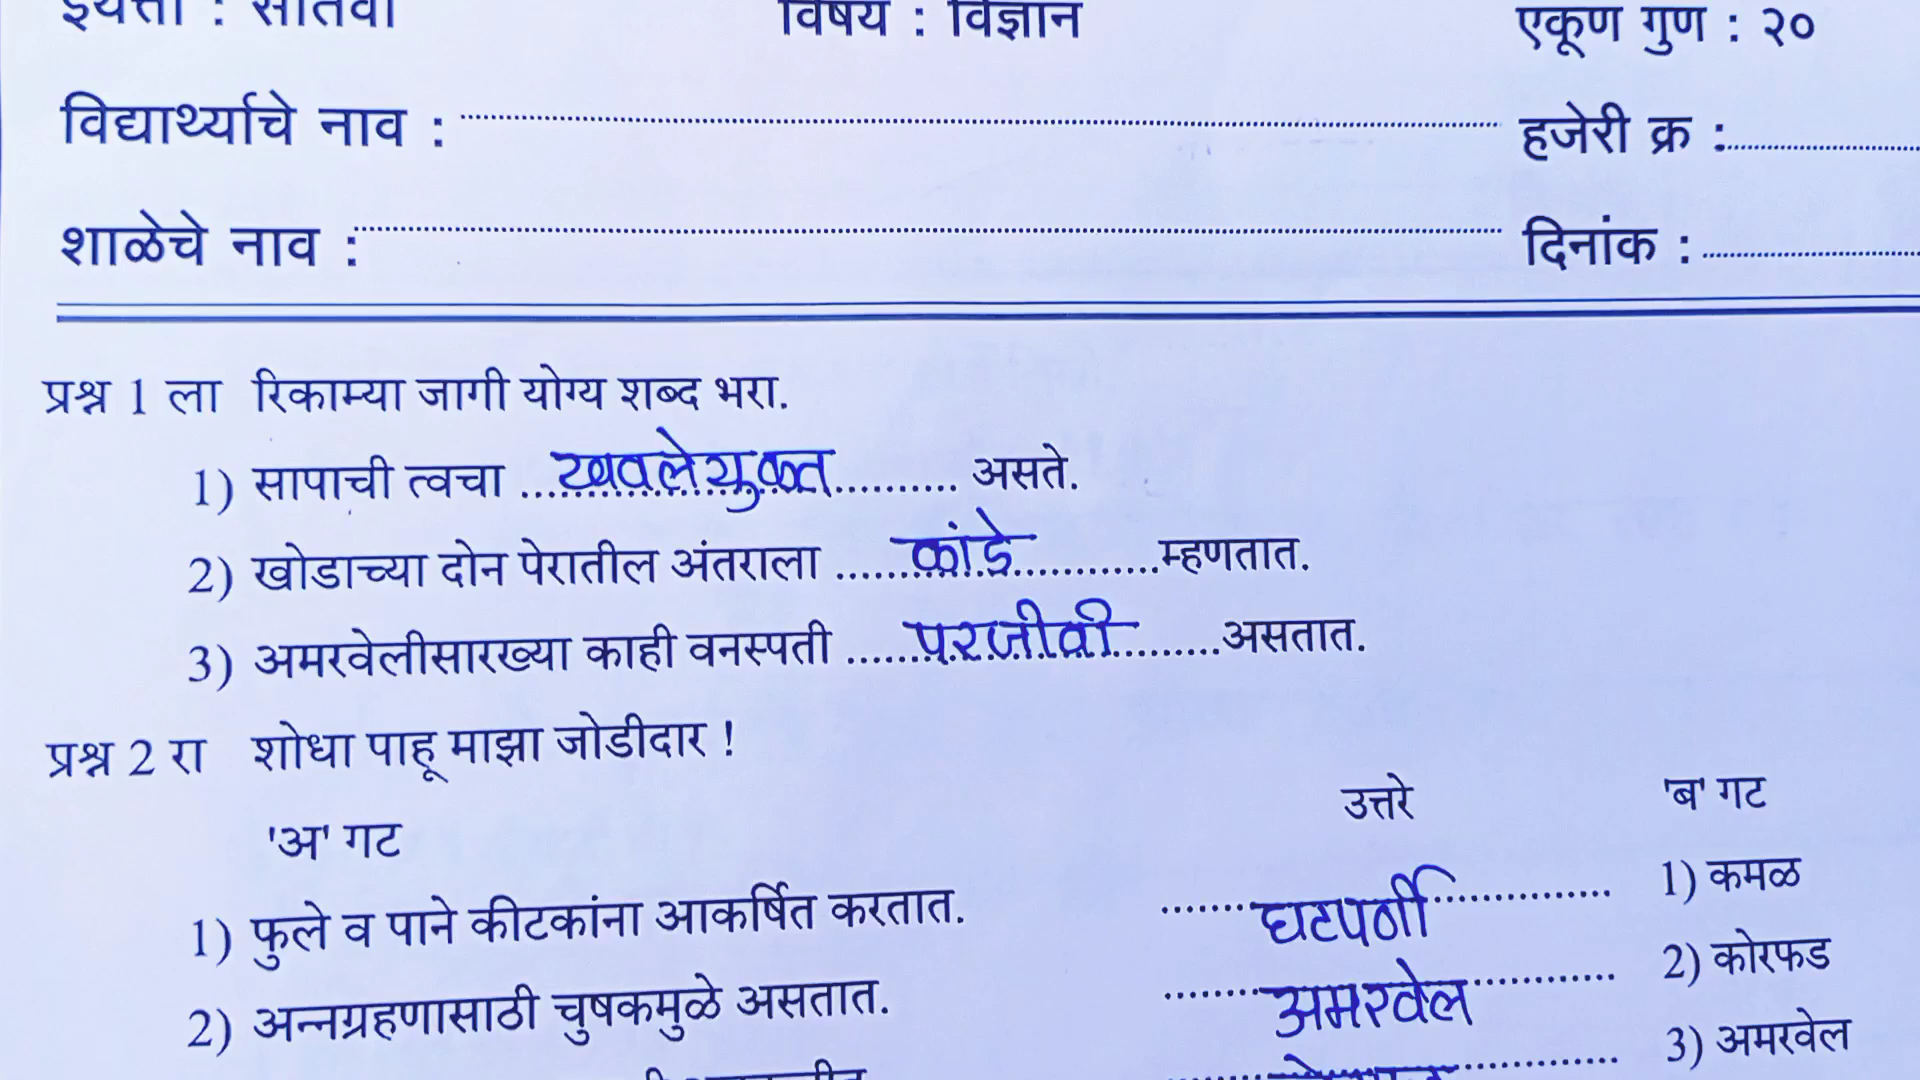 इयत्ता : सातवी विषय : विज्ञान एकूण गुण : २०
विद्यार्थ्याचे नाव : हजेरी क्र :
शाळेचे नाव : दिनांक :
प्रश्न 1 ला रिकाम्या जागी योग्य शब्द भरा.
1) सापाची त्वचा खवलेयुक्त असते.
2) खोडाच्या दोन पेरातील अंतराला कांडे म्हणतात.
3) अमरवेलीसारख्या काही वनस्पती परजीवी असतात.
प्रश्न 2 रा शोधा पाहू माझा जोडीदार !
'अ' गट उत्तरे 'ब' गट
1) फुले व पाने कीटकांना आकर्षित करतात. घटपर्णी 1) कमळ
2) अन्नग्रहणासाठी चुषकमुळे असतात. अमरवेल 2) कोरफड
3) अमरवेल